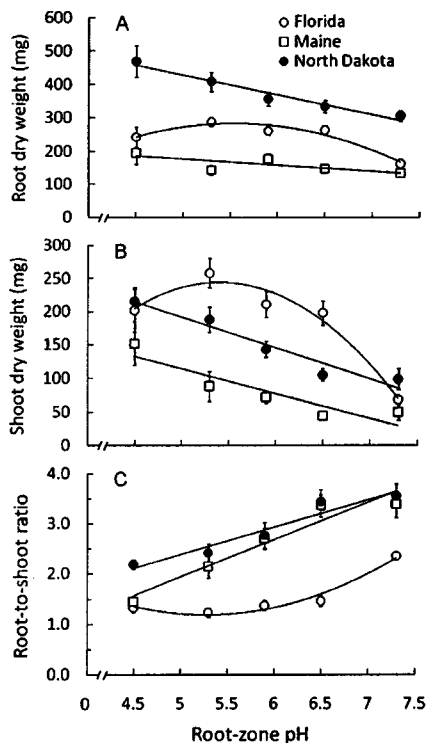 A
Florida
Maine
North Dakota
Root dry weight (mg)
600
500
400
300
200
100
0
B
Shoot dry weight (mg)
300
250
200
150
100
50
0
C
Root-to-shoot ratio
4.0
3.0
2.0
1.0
0.0
0 4.5 5 5.5 6 6.5 7 7.5
Root-zone pH